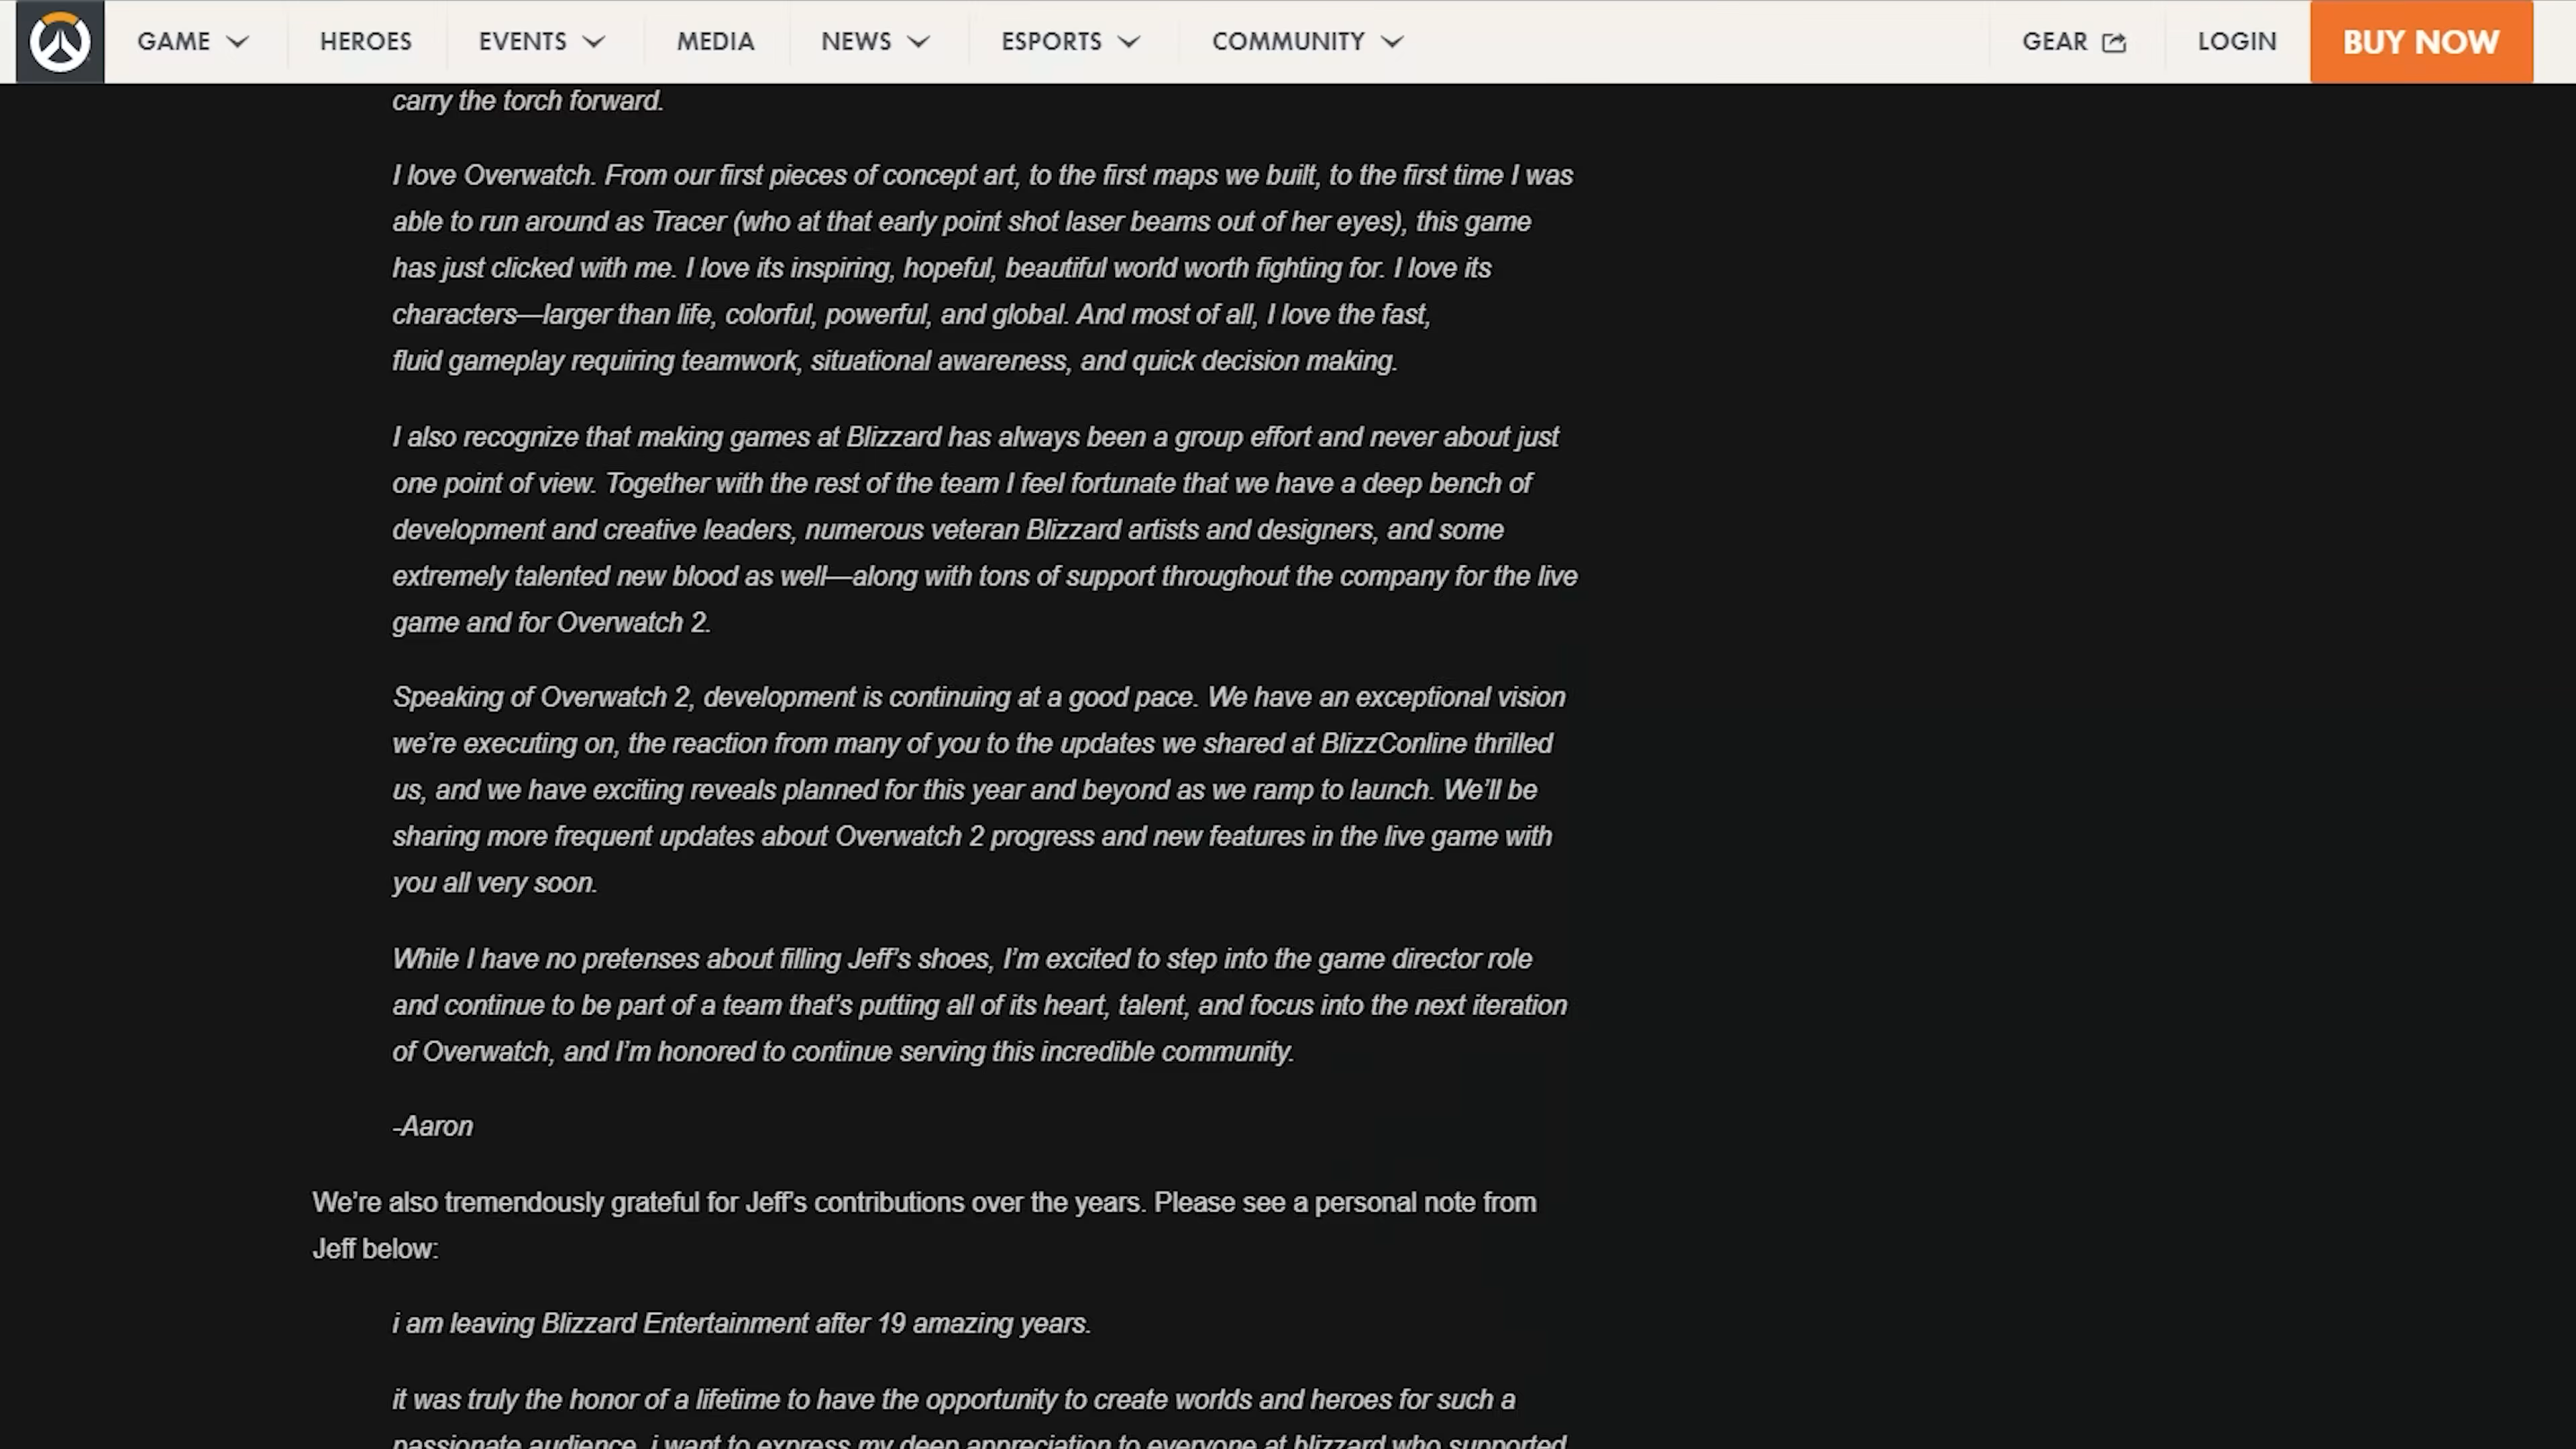 GAME HEROES EVENTS MEDIA NEWS ESPORTS COMMUNITY GEAR LOGIN BUY NOW
carry the torch forward.
I love Overwatch. From our first pieces of concept art, to the first maps we built, to the first time I was
able to run around as Tracer (who at that early point shot laser beams out of her eyes), this game
has just clicked with me. I love its inspiring, hopeful, beautiful world worth fighting for. I love its
characters—larger than life, colorful, powerful, and global. And most of all, I love the fast,
fluid gameplay requiring teamwork, situational awareness, and quick decision making.
I also recognize that making games at Blizzard has always been a group effort and never about just
one point of view. Together with the rest of the team I feel fortunate that we have a deep bench of
development and creative leaders, numerous veteran Blizzard artists and designers, and some
extremely talented new blood as well—along with tons of support throughout the company for the live
game and for Overwatch 2.
Speaking of Overwatch 2, development is continuing at a good pace. We have an exceptional vision
we’re executing on, the reaction from many of you to the updates we shared at BlizzConline thrilled
us, and we have exciting reveals planned for this year and beyond as we ramp to launch. We’ll be
sharing more frequent updates about Overwatch 2 progress and new features in the live game with
you all very soon.
While I have no pretenses about filling Jeff’s shoes, I’m excited to step into the game director role
and continue to be part of a team that’s putting all of its heart, talent, and focus into the next iteration
of Overwatch, and I’m honored to continue serving this incredible community.
-Aaron
We’re also tremendously grateful for Jeff’s contributions over the years. Please see a personal note from
Jeff below:
i am leaving Blizzard Entertainment after 19 amazing years.
it was truly the honor of a lifetime to have the opportunity to create worlds and heroes for such a
passionate audience. i want to express my deep appreciation to everyone at blizzard who supported